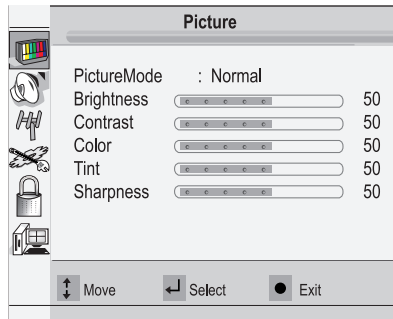 Picture
PictureMode : Normal
Brightness 50
Contrast 50
Color 50
Tint 50
Sharpness 50
Move Select Exit